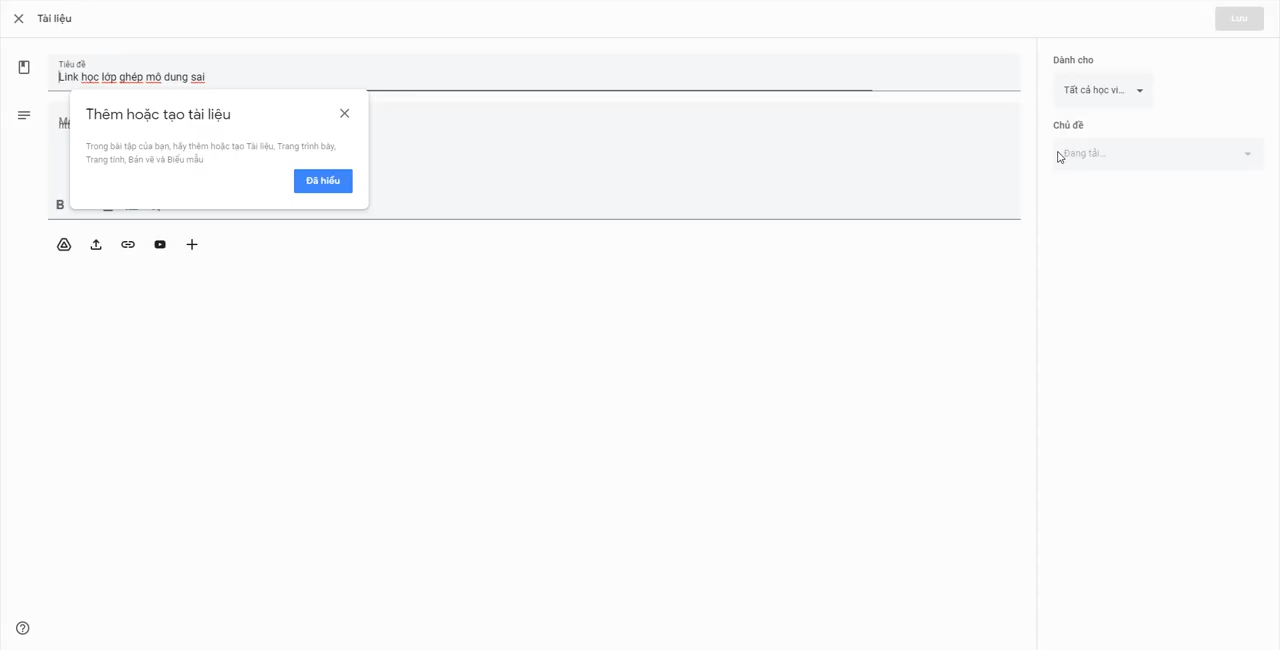 Tài liệu
Lưu
Tiêu đề
Link học lớp ghép mô dung sai
Thêm hoặc tạo tài liệu
Trong bài tập của bạn, hãy thêm hoặc tạo Tài liệu, Trang trình bày,
Trang tính, Bản vẽ và Biểu mẫu
Đã hiểu
B
Dành cho
Tất cả học vi...
Chủ đề
Đang tải...